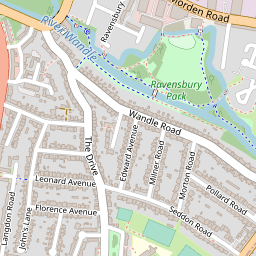 Morden Road
River Wandle
Ravensbury
Ravensbury
Park
Wandle Road
The Drive
Edward Avenue
Milner Road
Morton Road
Pollard Road
Leonard Avenue
Seddon Road
Florence Avenue
Langdon Road
John's Lane